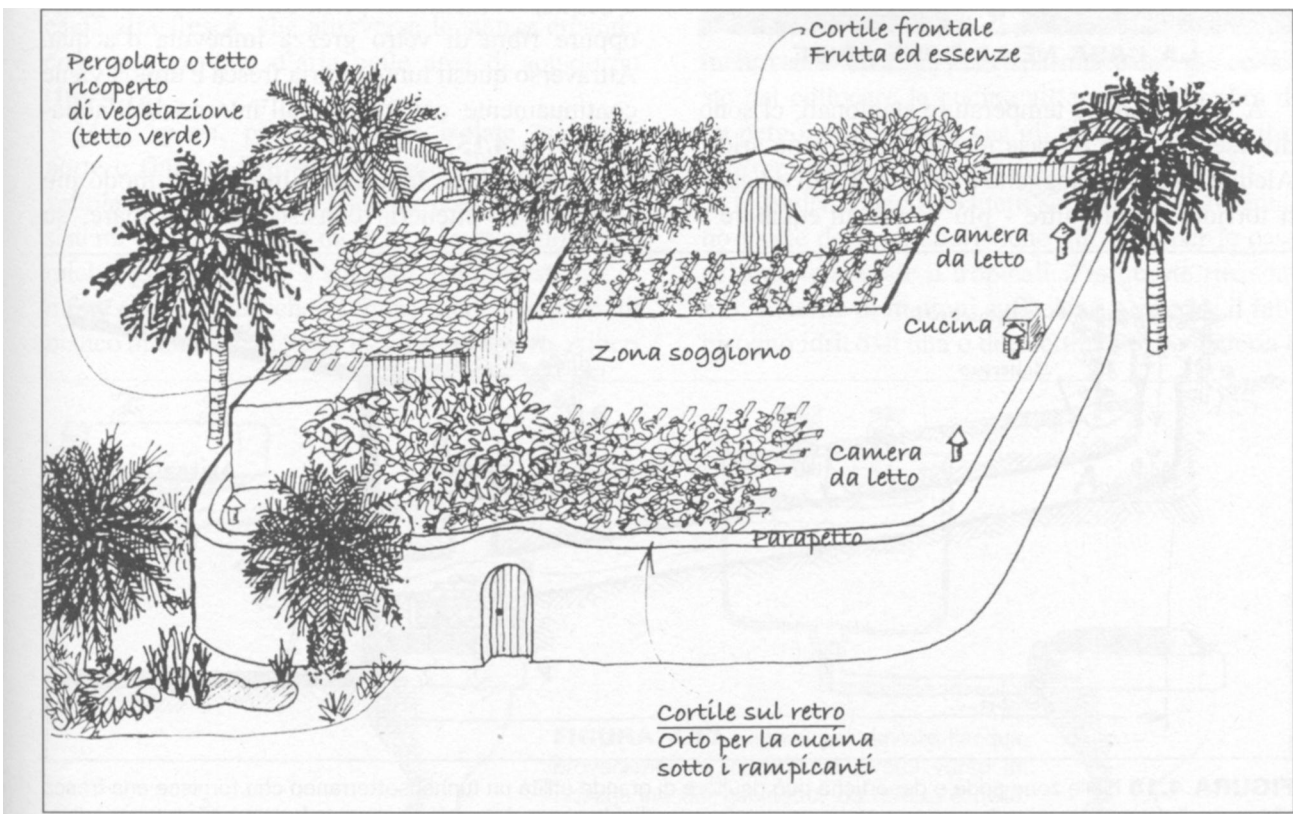 Pergolato o tetto
ricoperto
di vegetazione
(tetto verde)
Cortile frontale
Frutta ed essenze
Camera
da letto
Cucina
Zona soggiorno
Camera
da letto
Parapetto
Cortile sul retro
Orto per la cucina
sotto i rampicanti